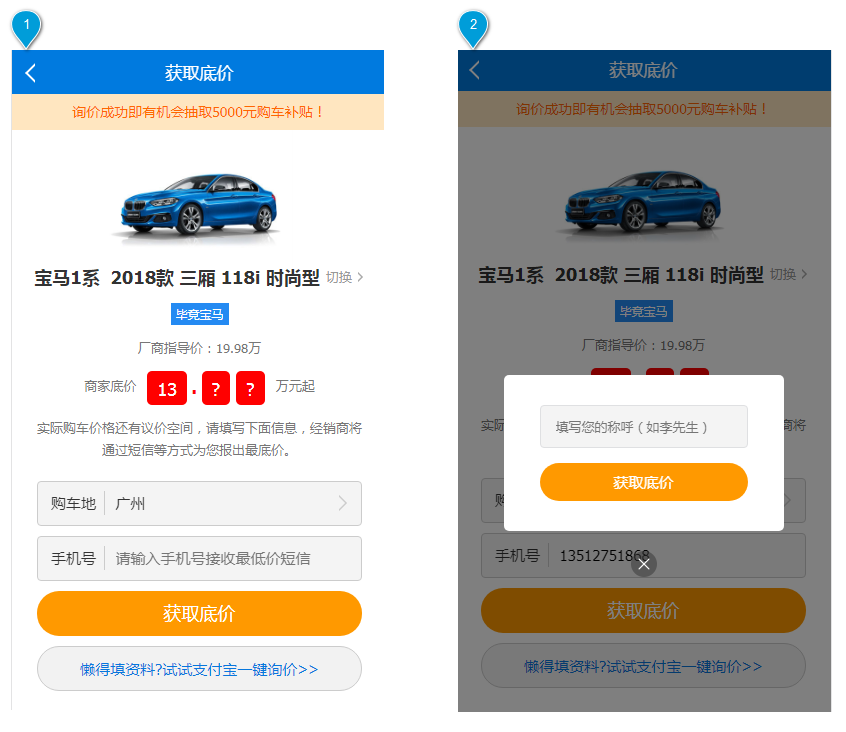 1
获取底价
询价成功即有机会抽取5000元购车补贴！
宝马1系 2018款 三厢 118i 时尚型 切换
毕竟宝马
厂商指导价：19.98万
商家底价 13 . ? ? 万元起
实际购车价格还有议价空间，请填写下面信息，经销商将
通过短信等方式为您报出最底价。
购车地 广州
手机号 请输入手机号接收最低价短信
获取底价
懒得填资料?试试支付宝一键询价>>
2
获取底价
询价成功即有机会抽取5000元购车补贴！
宝马1系 2018款 三厢 118i 时尚型 切换
毕竟宝马
厂商指导价：19.98万
实际
商将
填写您的称呼（如李先生）
获取底价
购
手机号 13512751868
获取底价
懒得填资料?试试支付宝一键询价>>